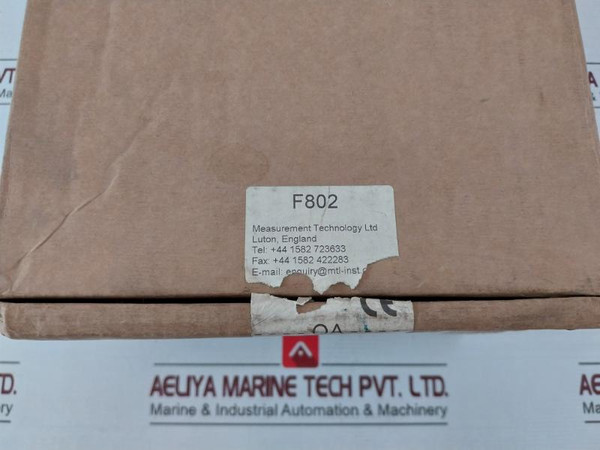 F802
Measurement Technology Ltd
Luton, England
Tel: +44 1582 723633
Fax: +44 1582 422283
E-mail: enquiry@mtl-inst.
CE
QA
AELIYA MARINE TECH PVT. LTD.
Marine & Industrial Automation & Machinery